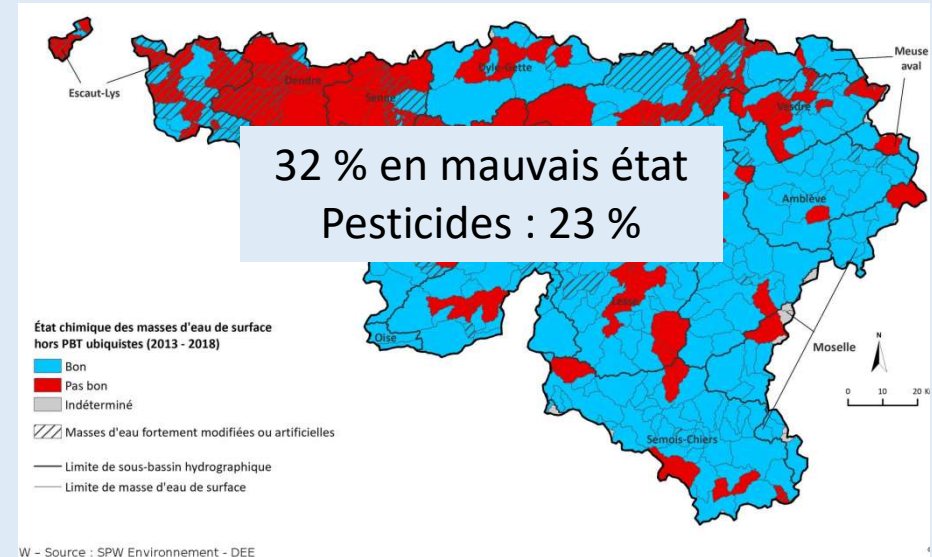 Escaut-Lys
Dendre
Senne
Dyle-Gette
Meuse
aval
Vesdre
32 % en mauvais état
Pesticides : 23 %
Amblève
Lesse
Oise
Moselle
Semois-Chiers
État chimique des masses d'eau de surface
hors PBT ubiquistes (2013 - 2018)
Bon
Pas bon
Indéterminé
Masses d'eau fortement modifiées ou artificielles
Limite de sous-bassin hydrographique
Limite de masse d'eau de surface
N
0 10 20 K
W – Source : SPW Environnement - DEE